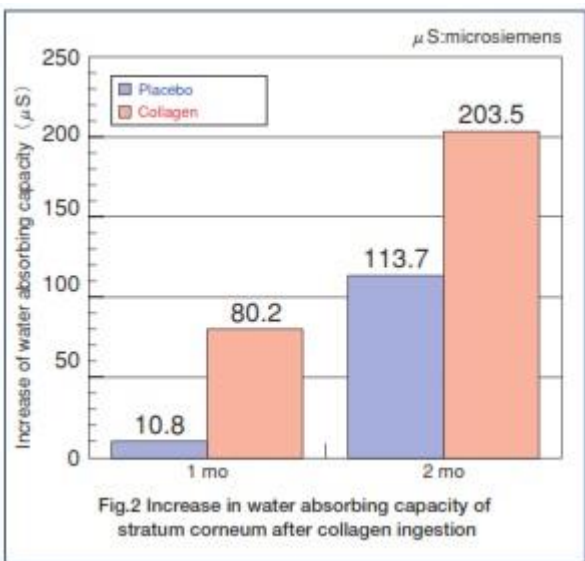 μS:microsiemens
Increase of water absorbing capacity (μS)
250
200
150
100
50
0
Placebo
Collagen
10.8
80.2
113.7
203.5
1 mo
2 mo
Fig.2 Increase in water absorbing capacity of
stratum corneum after collagen ingestion